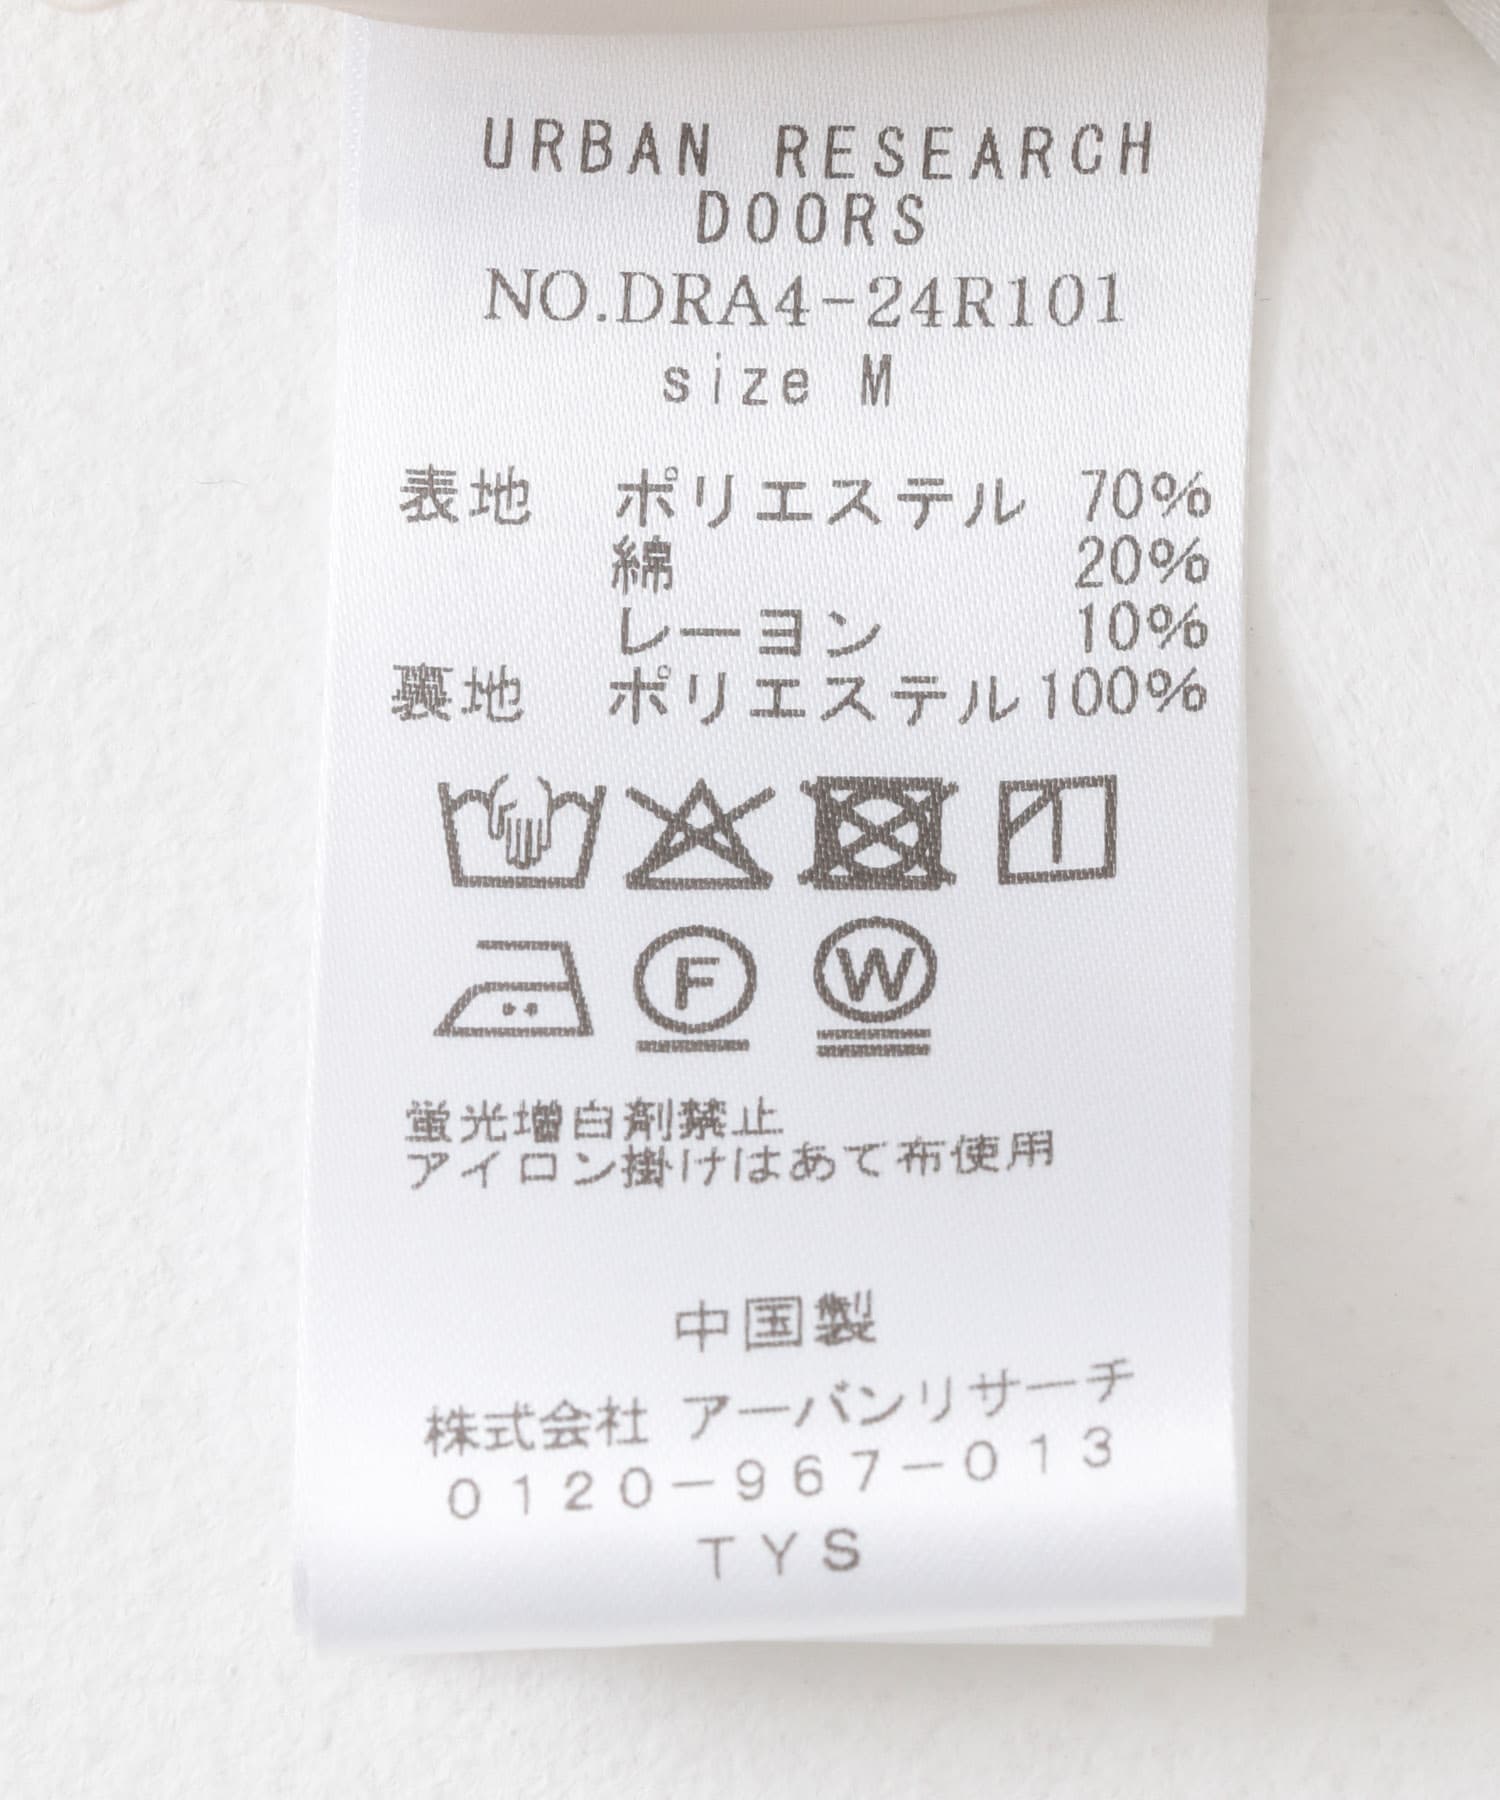 URBAN RESEARCH
DOORS
NO.DRA4-24R101
size M
表地 ポリエステル 70%
綿 20%
レーヨン 10%
裏地 ポリエステル100%
F W
蛍光増白剤禁止
アイロン掛けはあて布使用
中国製
株式会社 アーバンリサーチ
0120-967-013
TYS